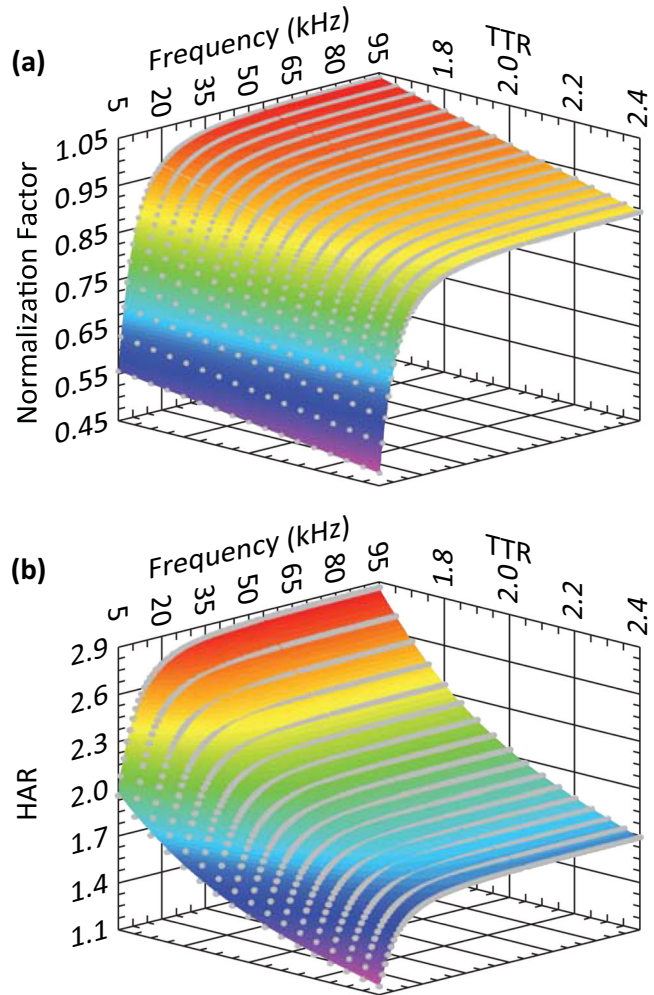 (a)
Frequency (kHz)
TTR
5 20 35 50 65 80 95
1.8 2.0 2.2 2.4
Normalization Factor
1.05
0.95
0.85
0.75
0.65
0.55
0.45
(b)
Frequency (kHz)
TTR
5 20 35 50 65 80 95
1.8 2.0 2.2 2.4
HAR
2.9
2.6
2.3
2.0
1.7
1.4
1.1